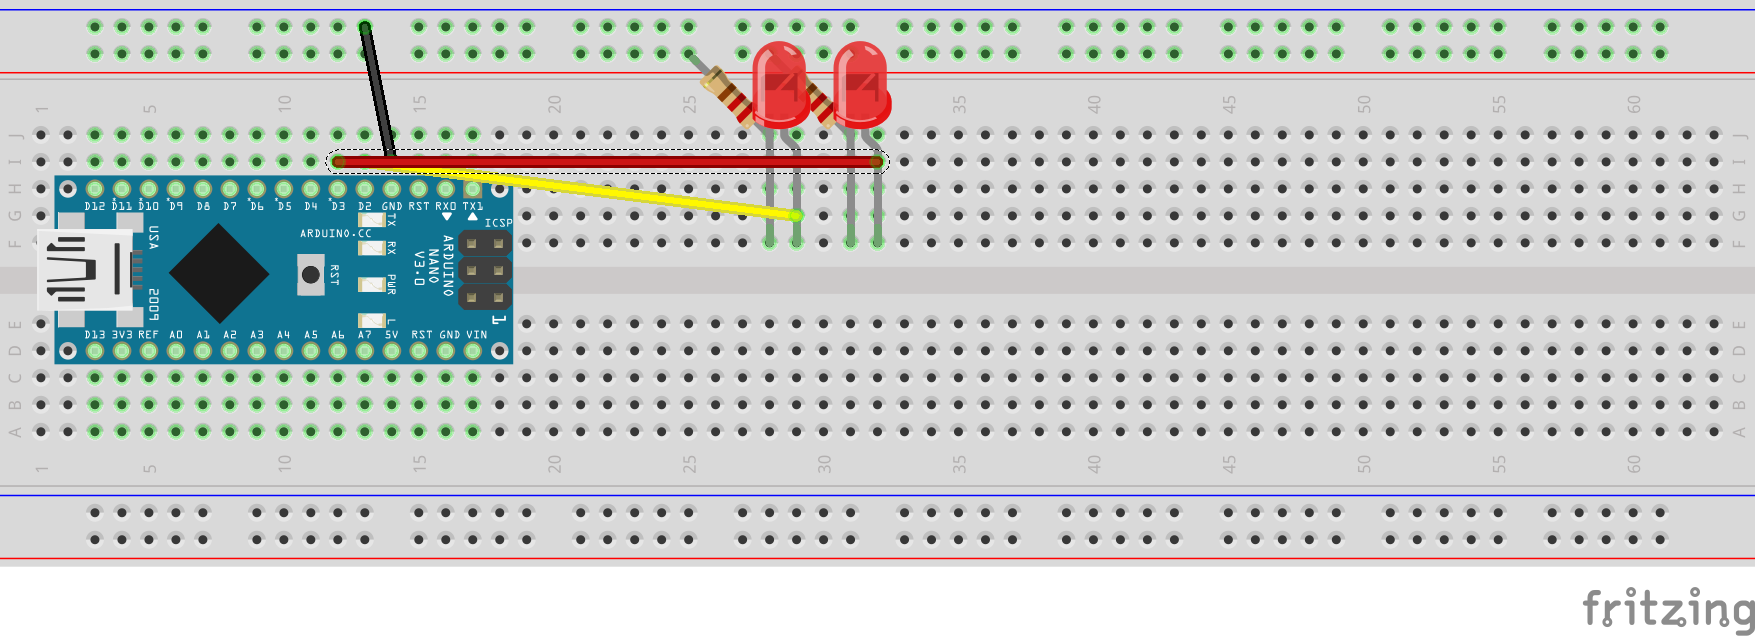 1 5 10 15 20 25 30 35 40 45 50 55 60
J J
I I
H H
G G
F F
D12 D11 D10 D9 D8 D7 D6 D5 D4 D3 D2 GND RST RX0 TX1
ICSP
TX
RX
PWR
L
ARDUINO.CC
RST
ARDUINO
NANO
V3.0
USA
2009
1
D13 3V3 REF A0 A1 A2 A3 A4 A5 A6 A7 5V RST GND VIN
E E
D D
C C
B B
A A
1 5 10 15 20 25 30 35 40 45 50 55 60
fritzing